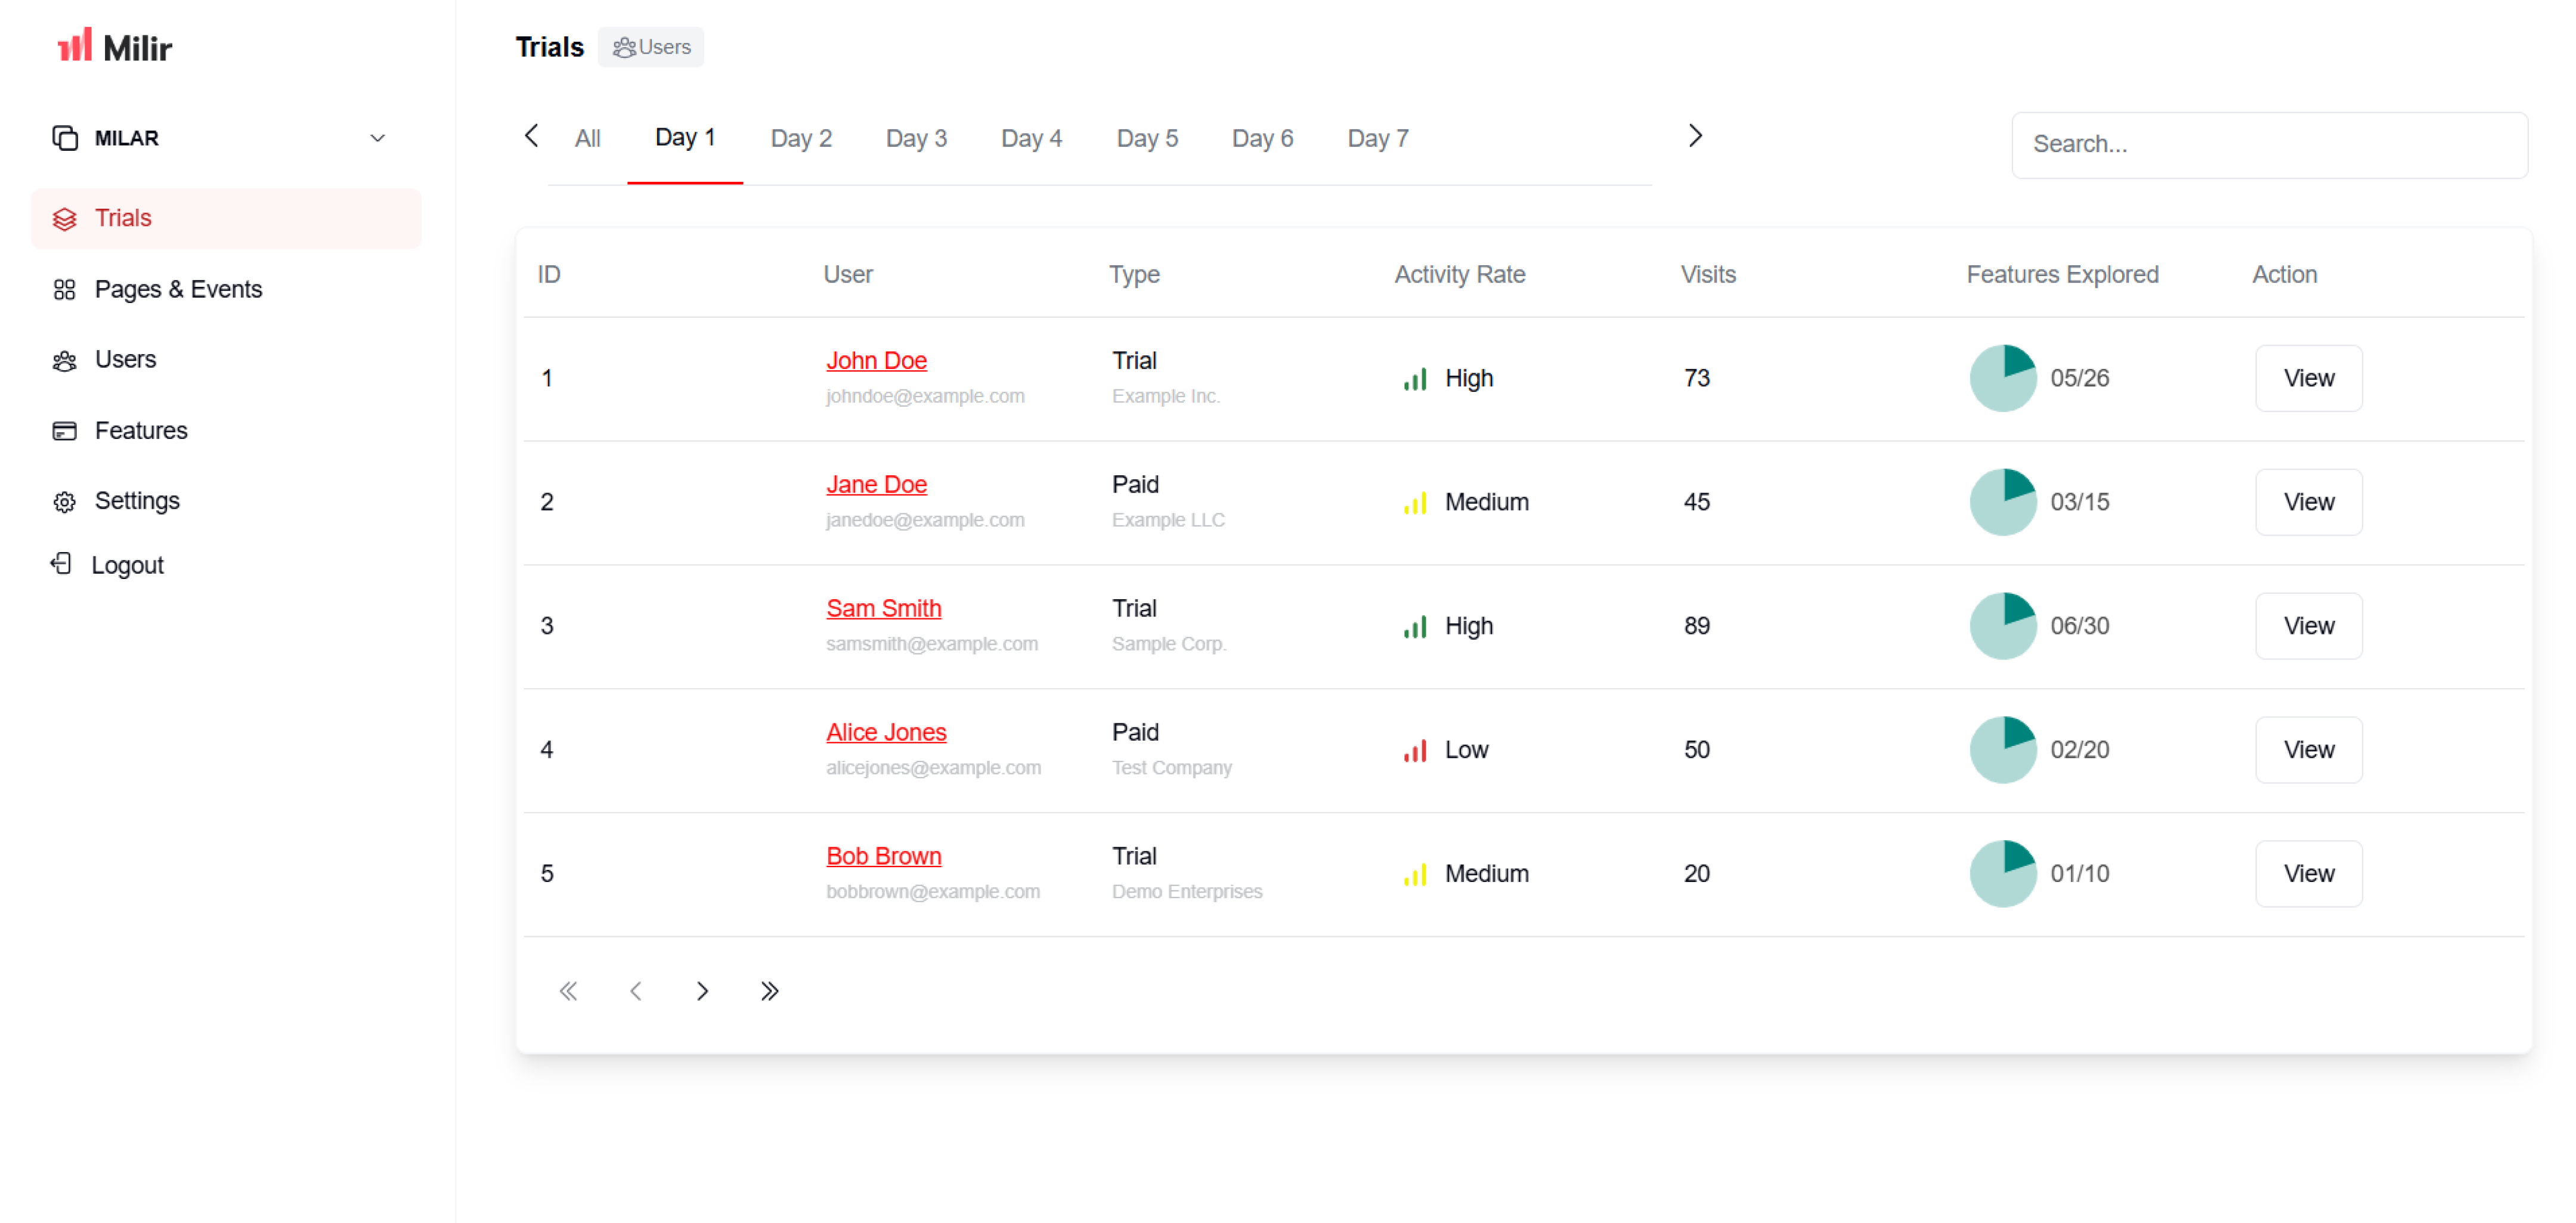 Milir
MILAR
Trials
Pages & Events
Users
Features
Settings
Logout
Trials Users
All Day 1 Day 2 Day 3 Day 4 Day 5 Day 6 Day 7
Search...
ID User Type Activity Rate Visits Features Explored Action
1 John Doe Trial High 73 05/26 View
johndoe@example.com Example Inc.
2 Jane Doe Paid Medium 45 03/15 View
janedoe@example.com Example LLC
3 Sam Smith Trial High 89 06/30 View
samsmith@example.com Sample Corp.
4 Alice Jones Paid Low 50 02/20 View
alicejones@example.com Test Company
5 Bob Brown Trial Medium 20 01/10 View
bobbrown@example.com Demo Enterprises